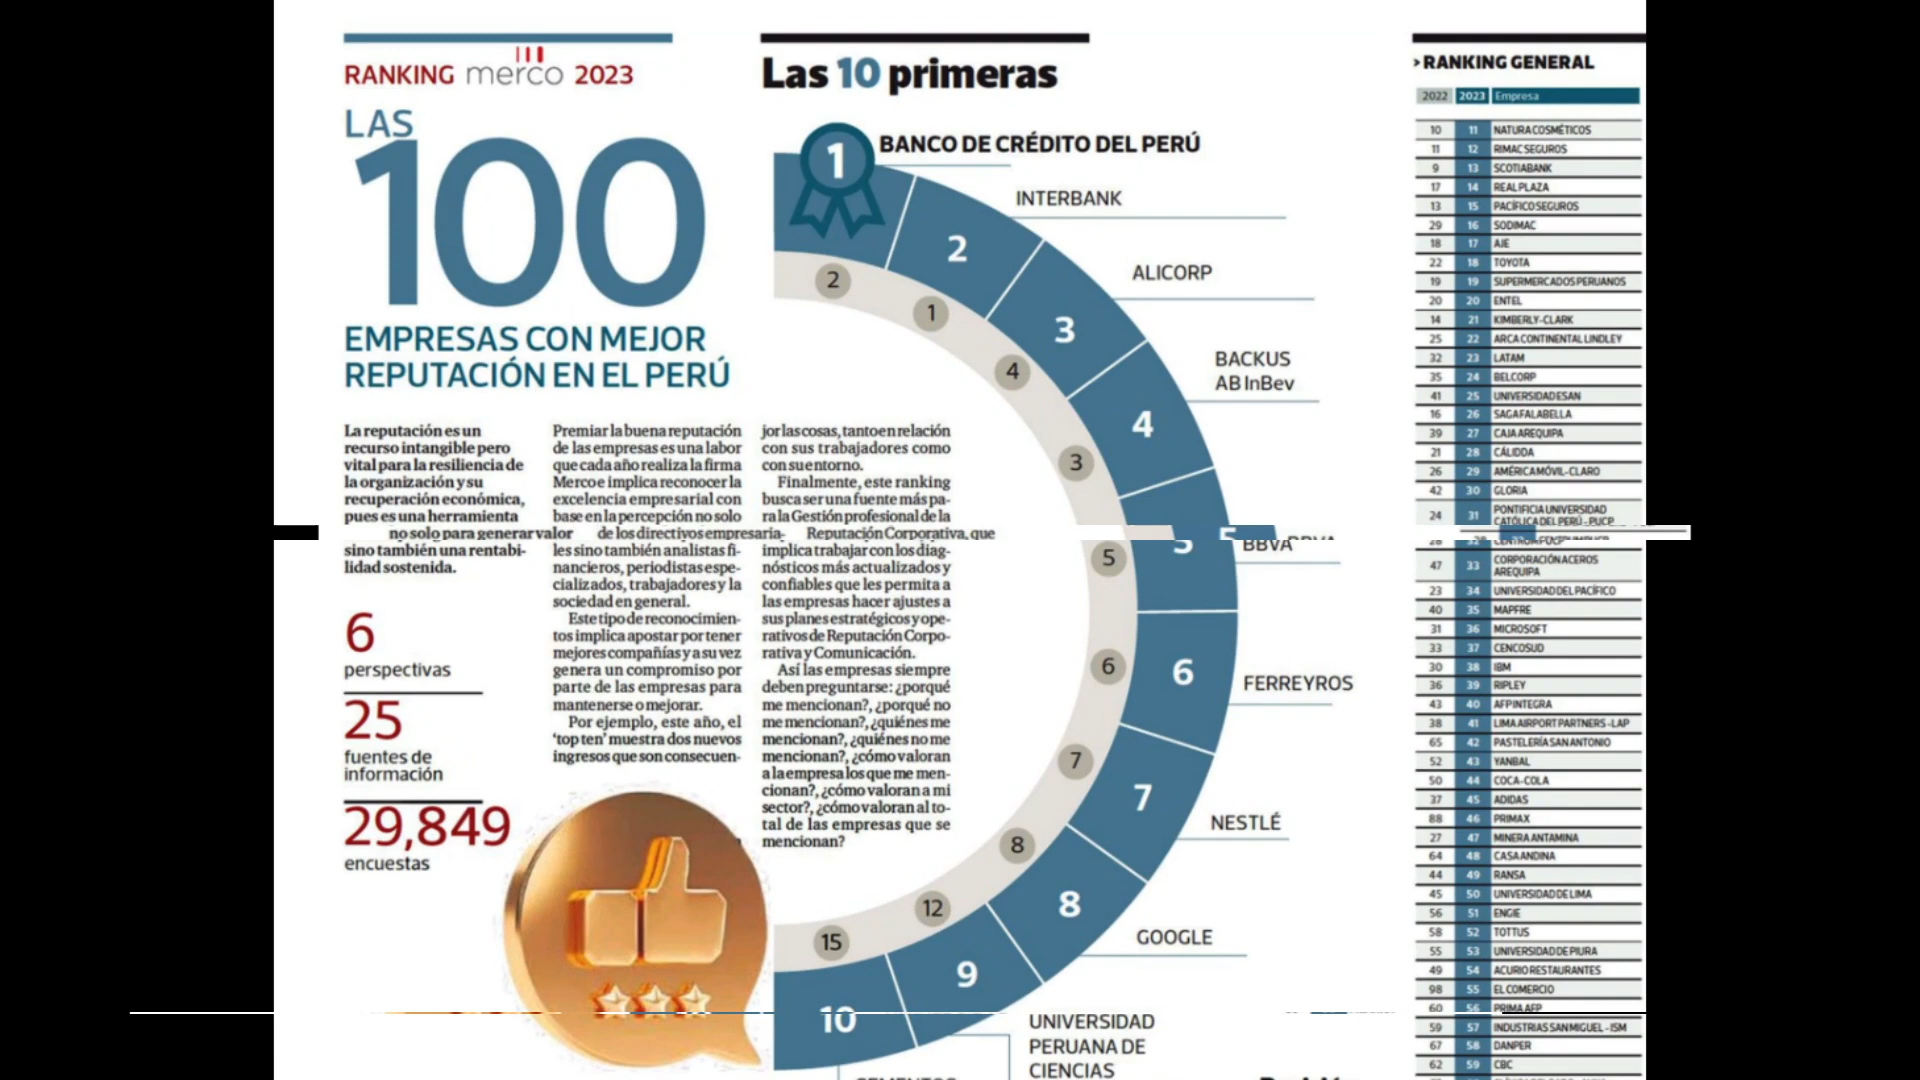 RANKING merco 2023
LAS
100
EMPRESAS CON MEJOR
REPUTACIÓN EN EL PERÚ
La reputación es un
recurso intangible pero
vital para la resiliencia de
la organización y su
recuperación económica,
pues es una herramienta
no solo para generar valor
sino también una rentabi-
lidad sostenida.
6
perspectivas
25
fuentes de
información
29,849
encuestas
Premiar la buena reputación
de las empresas es una labor
que cada año realiza la firma
Merco e implica reconocer la
excelencia empresarial con
base en la percepción no solo
de los directivos empresaria-
les sino también analistas fi-
nancieros, periodistas espe-
cializados, trabajadores y la
sociedad en general.
Este tipo de reconocimien-
tos implica apostar por tener
mejores compañías y a su vez
genera un compromiso por
parte de las empresas para
mantenerse o mejorar.
Por ejemplo, este año, el
‘top ten’ muestra dos nuevos
ingresos que son consecuen-
jor las cosas, tanto en relación
con sus trabajadores como
con su entorno.
Finalmente, este ranking
busca ser una fuente más pa-
ra la Gestión profesional de la
Reputación Corporativa, que
implica trabajar con los diag-
nósticos más actualizados y
confiables que les permita a
las empresas hacer ajustes a
sus planes estratégicos y ope-
rativos de Reputación Corpo-
rativa y Comunicación.
Así las empresas siempre
deben preguntarse: ¿por qué
me mencionan?, ¿por qué no
me mencionan?, ¿quiénes me
mencionan?, ¿quiénes no me
mencionan?, ¿cómo valoran
a la empresa los que me men-
cionan?, ¿cómo valoran a mi
sector?, ¿cómo valoran al to-
tal de las empresas que se
mencionan?
Las 10 primeras
1 2 BANCO DE CRÉDITO DEL PERÚ
2 1 INTERBANK
3 4 ALICORP
4 3 BACKUS
AB InBev
5 5 BBVA
6 6 FERREYROS
7 7 NESTLÉ
8 8 GOOGLE
9 12 UNIVERSIDAD
PERUANA DE
CIENCIAS
10 15 CEMENTOS
> RANKING GENERAL
2022 2023 Empresa
10 11 NATURA COSMÉTICOS
11 12 RIMAC SEGUROS
9 13 SCOTIABANK
17 14 REAL PLAZA
13 15 PACÍFICO SEGUROS
29 16 SODIMAC
18 17 AJE
22 18 TOYOTA
19 19 SUPERMERCADOS PERUANOS
20 20 ENTEL
14 21 KIMBERLY-CLARK
25 22 ARCA CONTINENTAL LINDLEY
32 23 LATAM
35 24 BELCORP
41 25 UNIVERSIDAD ESAN
16 26 SAGA FALABELLA
39 27 CAJA AREQUIPA
21 28 CÁLIDDA
26 29 AMÉRICA MÓVIL - CLARO
42 30 GLORIA
24 31 PONTIFICIA UNIVERSIDAD
CATÓLICA DEL PERÚ - PUCP
28 32 CENTRUM PUCP
47 33 CORPORACIÓN ACEROS
AREQUIPA
23 34 UNIVERSIDAD DEL PACÍFICO
40 35 MAPFRE
31 36 MICROSOFT
33 37 CENCOSUD
30 38 IBM
36 39 RIPLEY
43 40 AFP INTEGRA
38 41 LIMA AIRPORT PARTNERS - LAP
65 42 PASTELERÍA SAN ANTONIO
52 43 YANBAL
50 44 COCA-COLA
37 45 ADIDAS
88 46 PRIMAX
27 47 MINERA ANTAMINA
64 48 CASA ANDINA
44 49 RANSA
45 50 UNIVERSIDAD DE LIMA
56 51 ENGIE
58 52 TOTTUS
55 53 UNIVERSIDAD DE PIURA
49 54 ACURIO RESTAURANTES
98 55 EL COMERCIO
60 56 PRIMA AFP
59 57 INDUSTRIAS SAN MIGUEL - ISM
67 58 DANPER
62 59 CBC